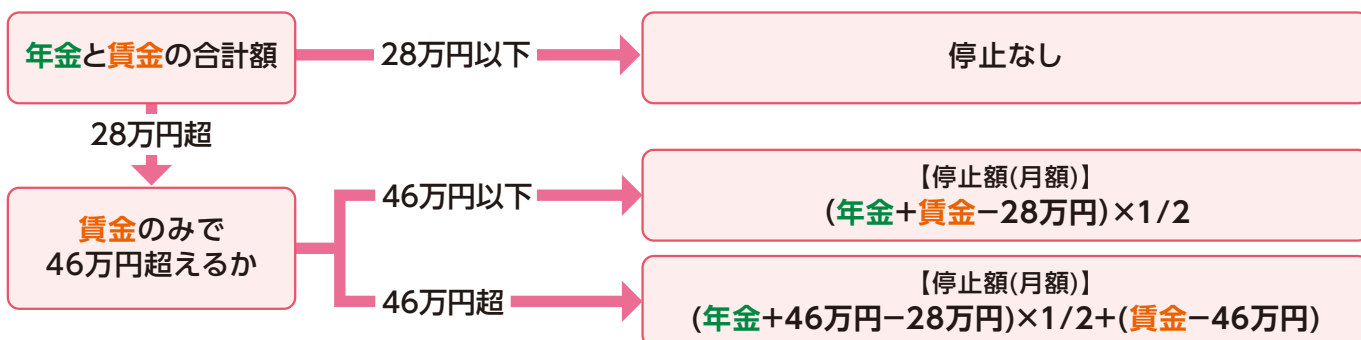 年金と賃金の合計額
28万円以下
停止なし
28万円超
賃金のみで
46万円超えるか
46万円以下
【停止額(月額)】
(年金+賃金−28万円)×1/2
46万円超
【停止額(月額)】
(年金+46万円−28万円)×1/2+(賃金−46万円)